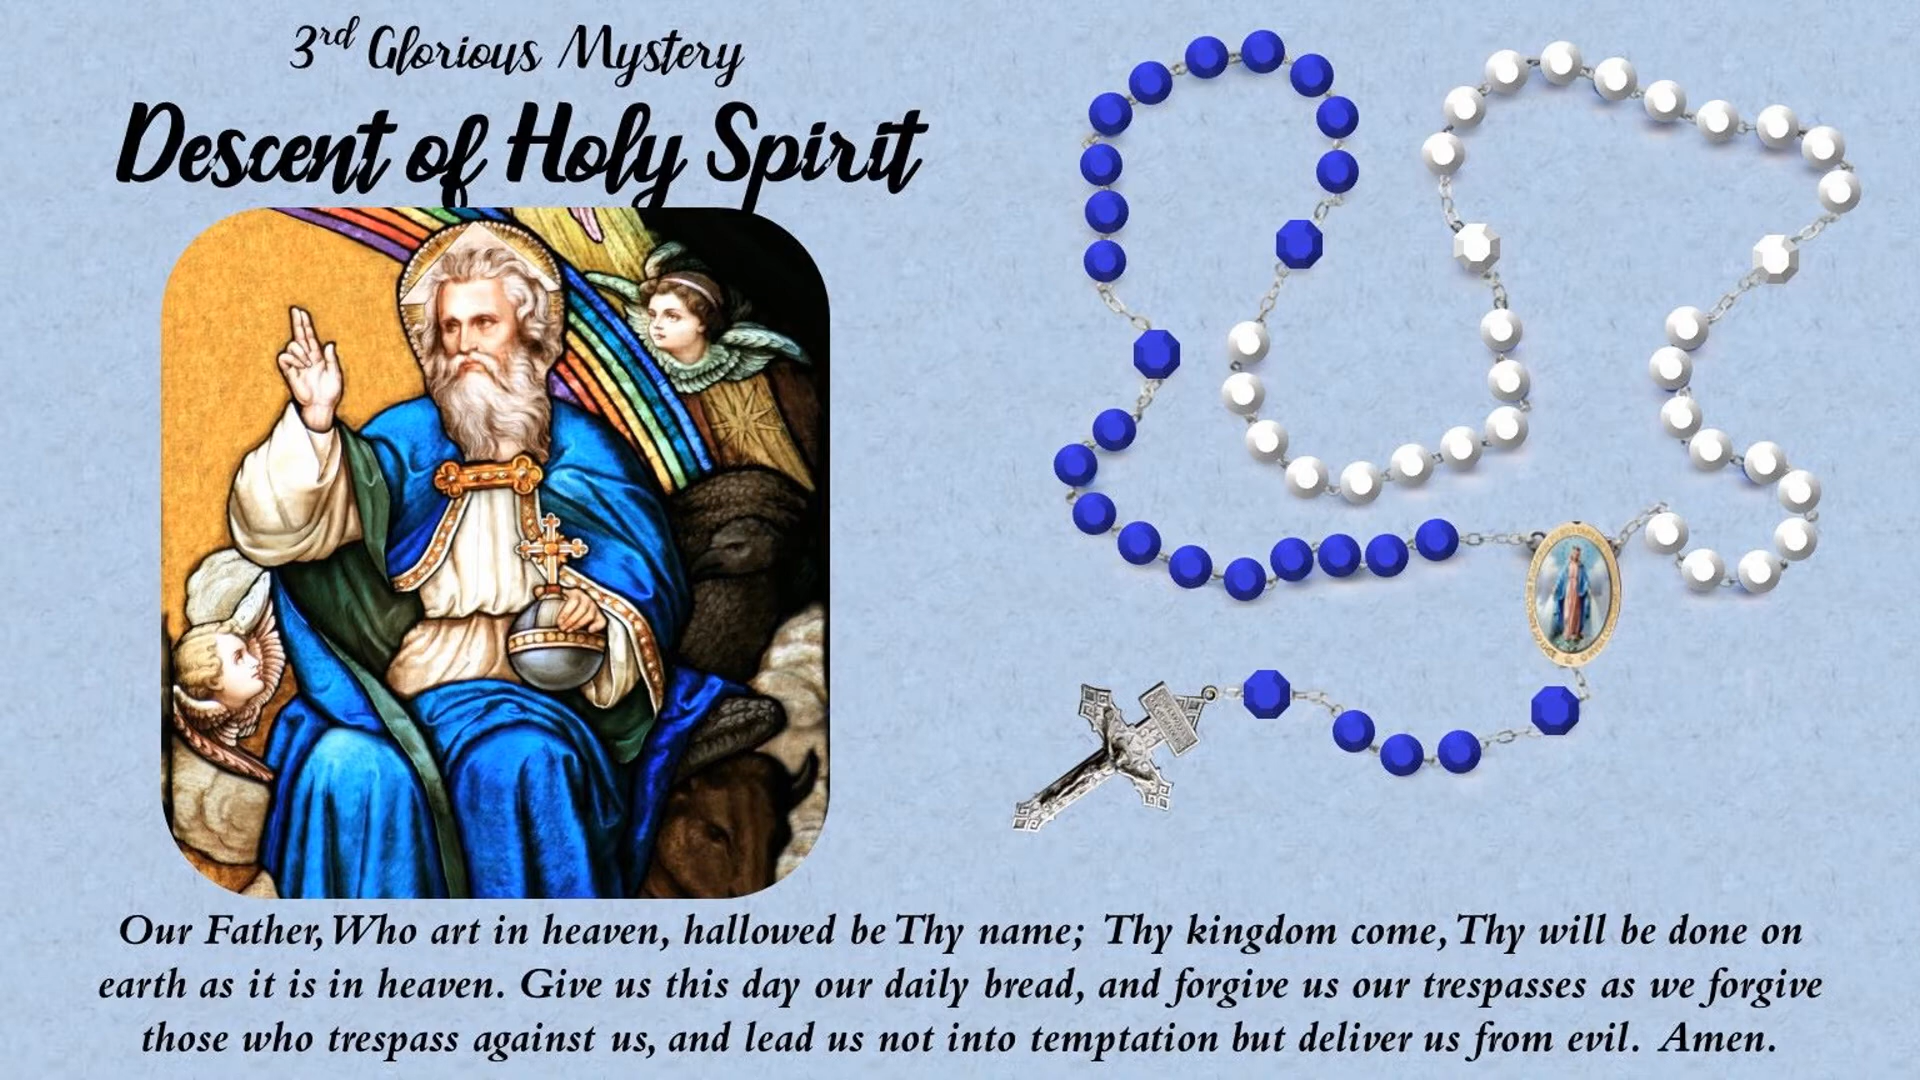 3rd Glorious Mystery
Descent of Holy Spirit
Our Father, Who art in heaven, hallowed be Thy name; Thy kingdom come, Thy will be done on
earth as it is in heaven. Give us this day our daily bread, and forgive us our trespasses as we forgive
those who trespass against us, and lead us not into temptation but deliver us from evil. Amen.